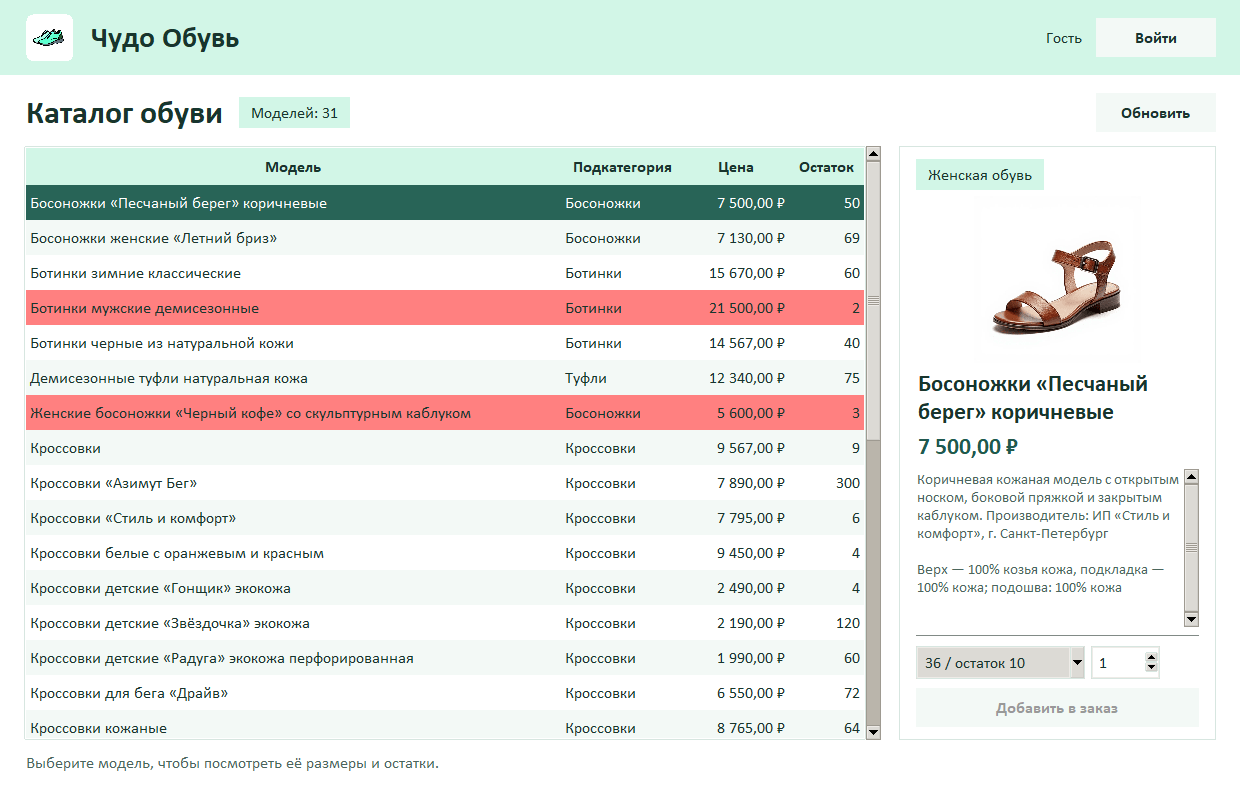 Чудо Обувь
Гость
Войти
Каталог обуви
Моделей: 31
Обновить
Модель Подкатегория Цена Остаток
Босоножки «Песчаный берег» коричневые Босоножки 7 500,00 ₽ 50
Босоножки женские «Летний бриз» Босоножки 7 130,00 ₽ 69
Ботинки зимние классические Ботинки 15 670,00 ₽ 60
Ботинки мужские демисезонные Ботинки 21 500,00 ₽ 2
Ботинки черные из натуральной кожи Ботинки 14 567,00 ₽ 40
Демисезонные туфли натуральная кожа Туфли 12 340,00 ₽ 75
Женские босоножки «Черный кофе» со скульптурным каблуком Босоножки 5 600,00 ₽ 3
Кроссовки Кроссовки 9 567,00 ₽ 9
Кроссовки «Азимут Бег» Кроссовки 7 890,00 ₽ 300
Кроссовки «Стиль и комфорт» Кроссовки 7 795,00 ₽ 6
Кроссовки белые с оранжевым и красным Кроссовки 9 450,00 ₽ 4
Кроссовки детские «Гонщик» экокожа Кроссовки 2 490,00 ₽ 4
Кроссовки детские «Звёздочка» экокожа Кроссовки 2 190,00 ₽ 120
Кроссовки детские «Радуга» экокожа перфорированная Кроссовки 1 990,00 ₽ 60
Кроссовки для бега «Драйв» Кроссовки 6 550,00 ₽ 72
Кроссовки кожаные Кроссовки 8 765,00 ₽ 64
Выберите модель, чтобы посмотреть её размеры и остатки.
Женская обувь
Босоножки «Песчаный
берег» коричневые
7 500,00 ₽
Коричневая кожаная модель с открытым
носком, боковой пряжкой и закрытым
каблуком. Производитель: ИП «Стиль и
комфорт», г. Санкт-Петербург
Верх — 100% козья кожа, подкладка —
100% кожа; подошва: 100% кожа
36 / остаток 10
1
Добавить в заказ